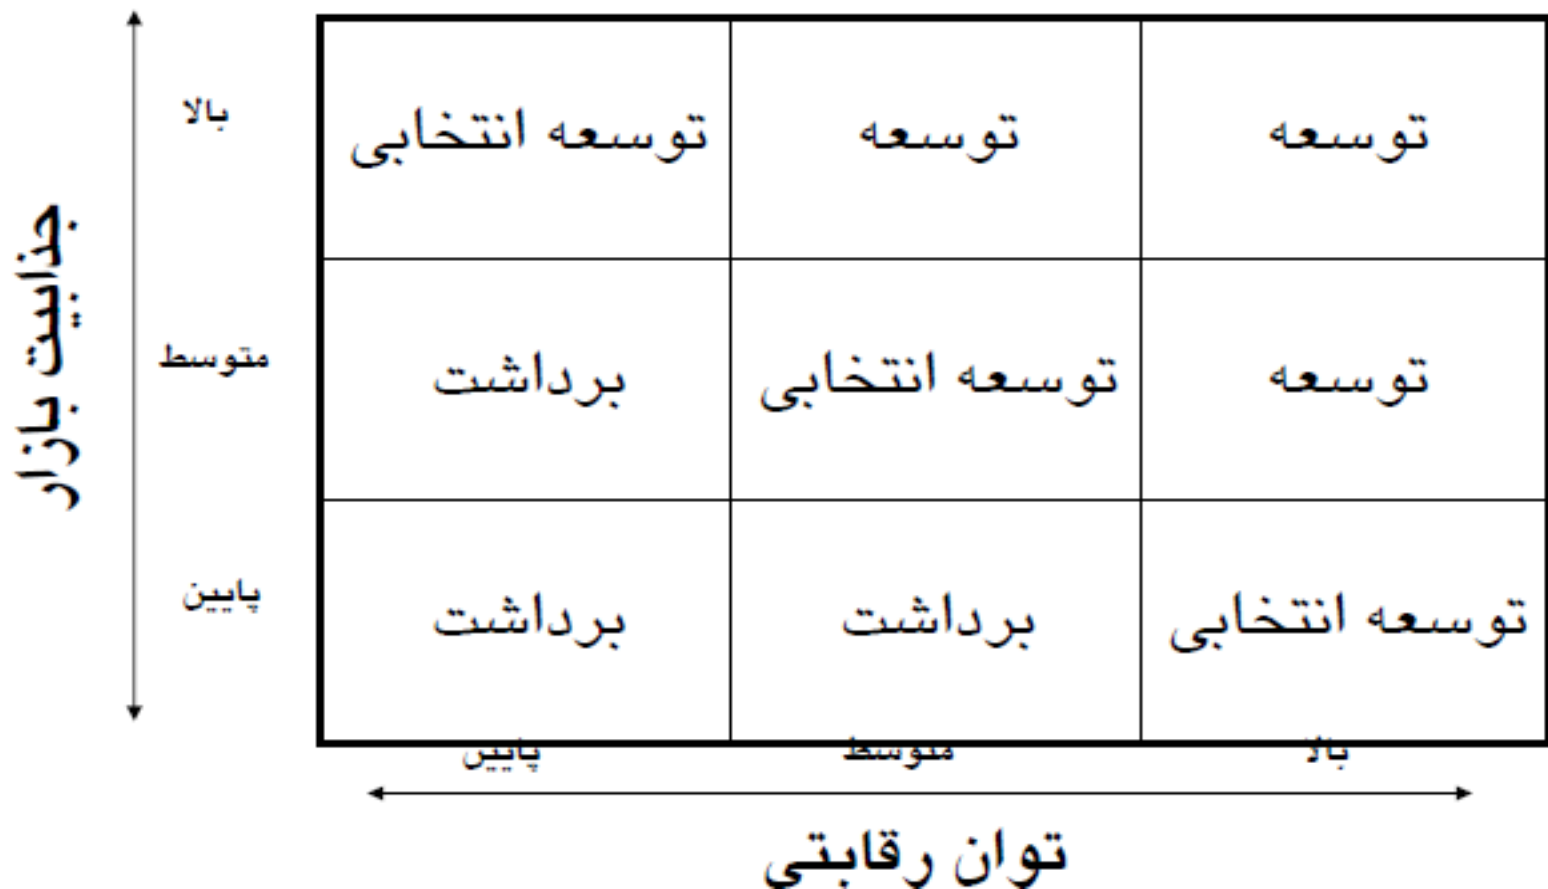 بالا
توسعه
توسعه
توسعه انتخابی
جذابیت بازار
متوسط
توسعه
توسعه انتخابی
برداشت
پایین
توسعه انتخابی
برداشت
برداشت
بالا
متوسط
پایین
توان رقابتی